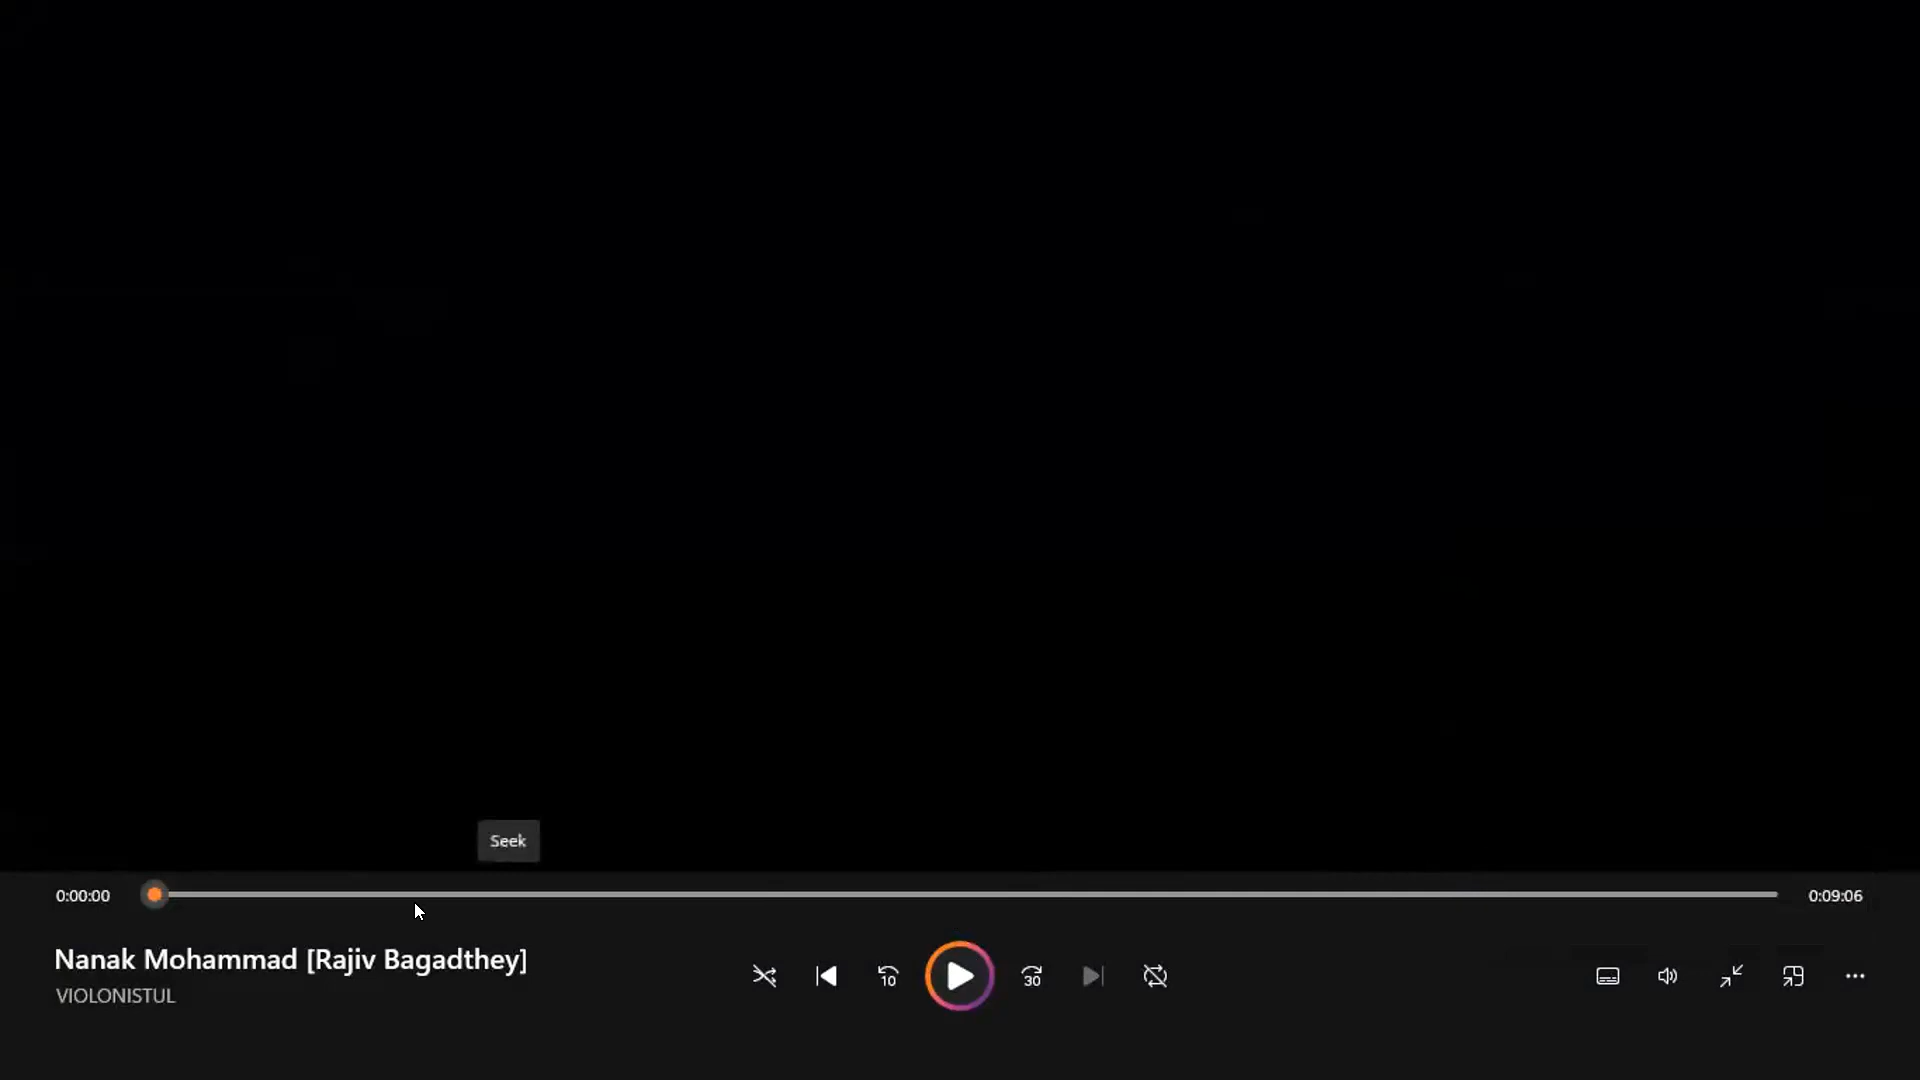 Seek
0:00:00
0:09:06
Nanak Mohammad [Rajiv Bagadthey]
VIOLONISTUL
10
30